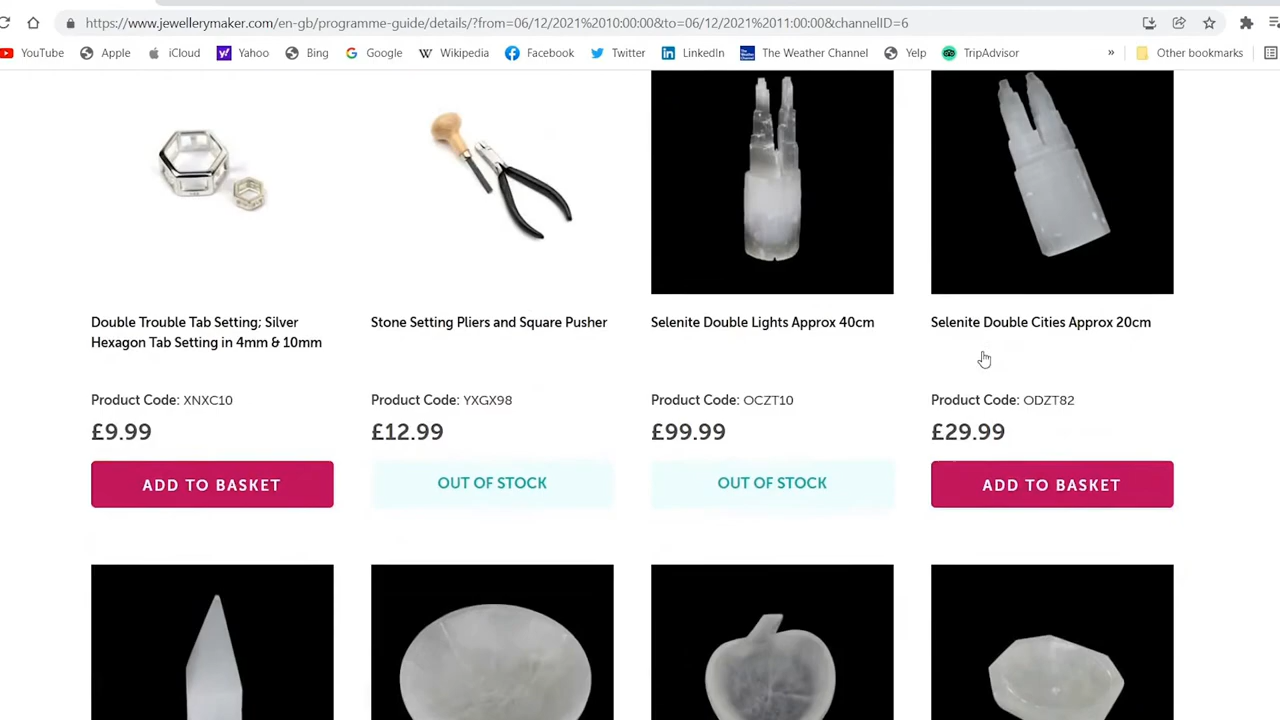 https://www.jewellerymaker.com/en-gb/programme-guide/details/?from=06/12/2021%2010:00:00&to=06/12/2021%2011:00:00&channelID=6
YouTube Apple iCloud Yahoo Bing Google Wikipedia Facebook Twitter LinkedIn The Weather Channel Yelp TripAdvisor » Other bookmarks
Double Trouble Tab Setting; Silver
Hexagon Tab Setting in 4mm & 10mm
Product Code: XNXC10
£9.99
ADD TO BASKET
Stone Setting Pliers and Square Pusher
Product Code: YXGX98
£12.99
OUT OF STOCK
Selenite Double Lights Approx 40cm
Product Code: OCZT10
£99.99
OUT OF STOCK
Selenite Double Cities Approx 20cm
Product Code: ODZT82
£29.99
ADD TO BASKET